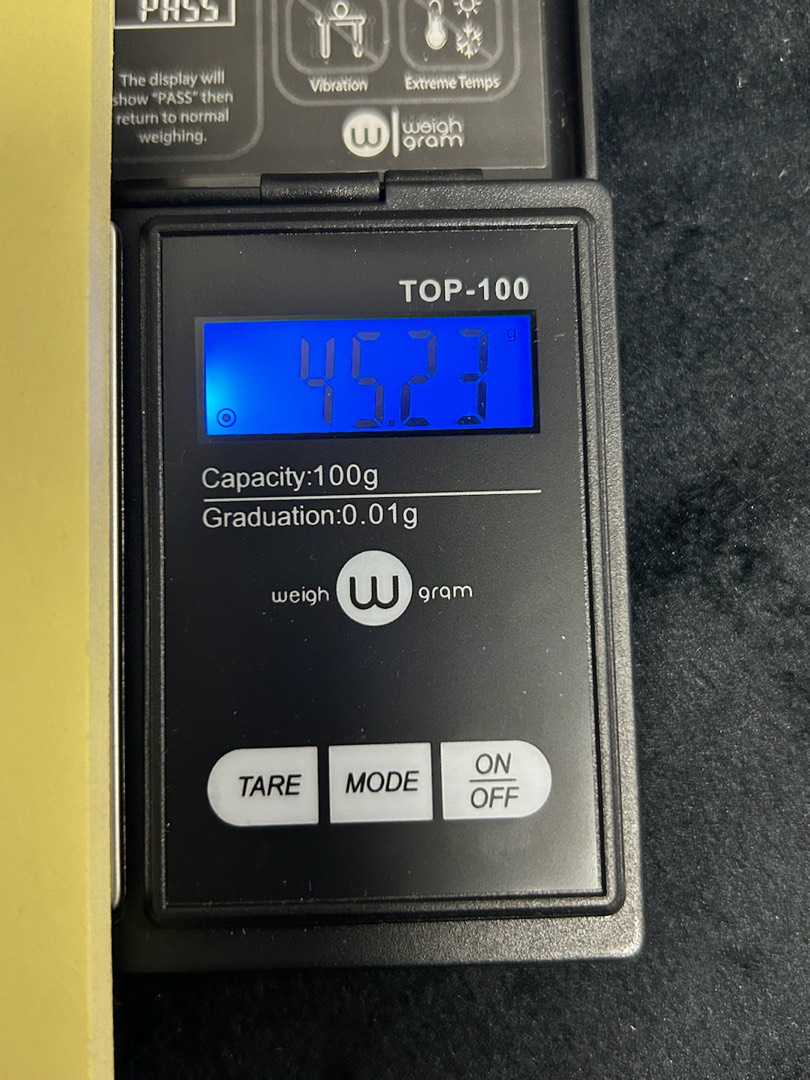 PASS
The display will
show "PASS" then
return to normal
weighing.
Vibration
Extreme Temps
W weigh
gram
TOP-100
45.23 g
Capacity:100g
Graduation:0.01g
weigh W gram
TARE
MODE
ON
OFF